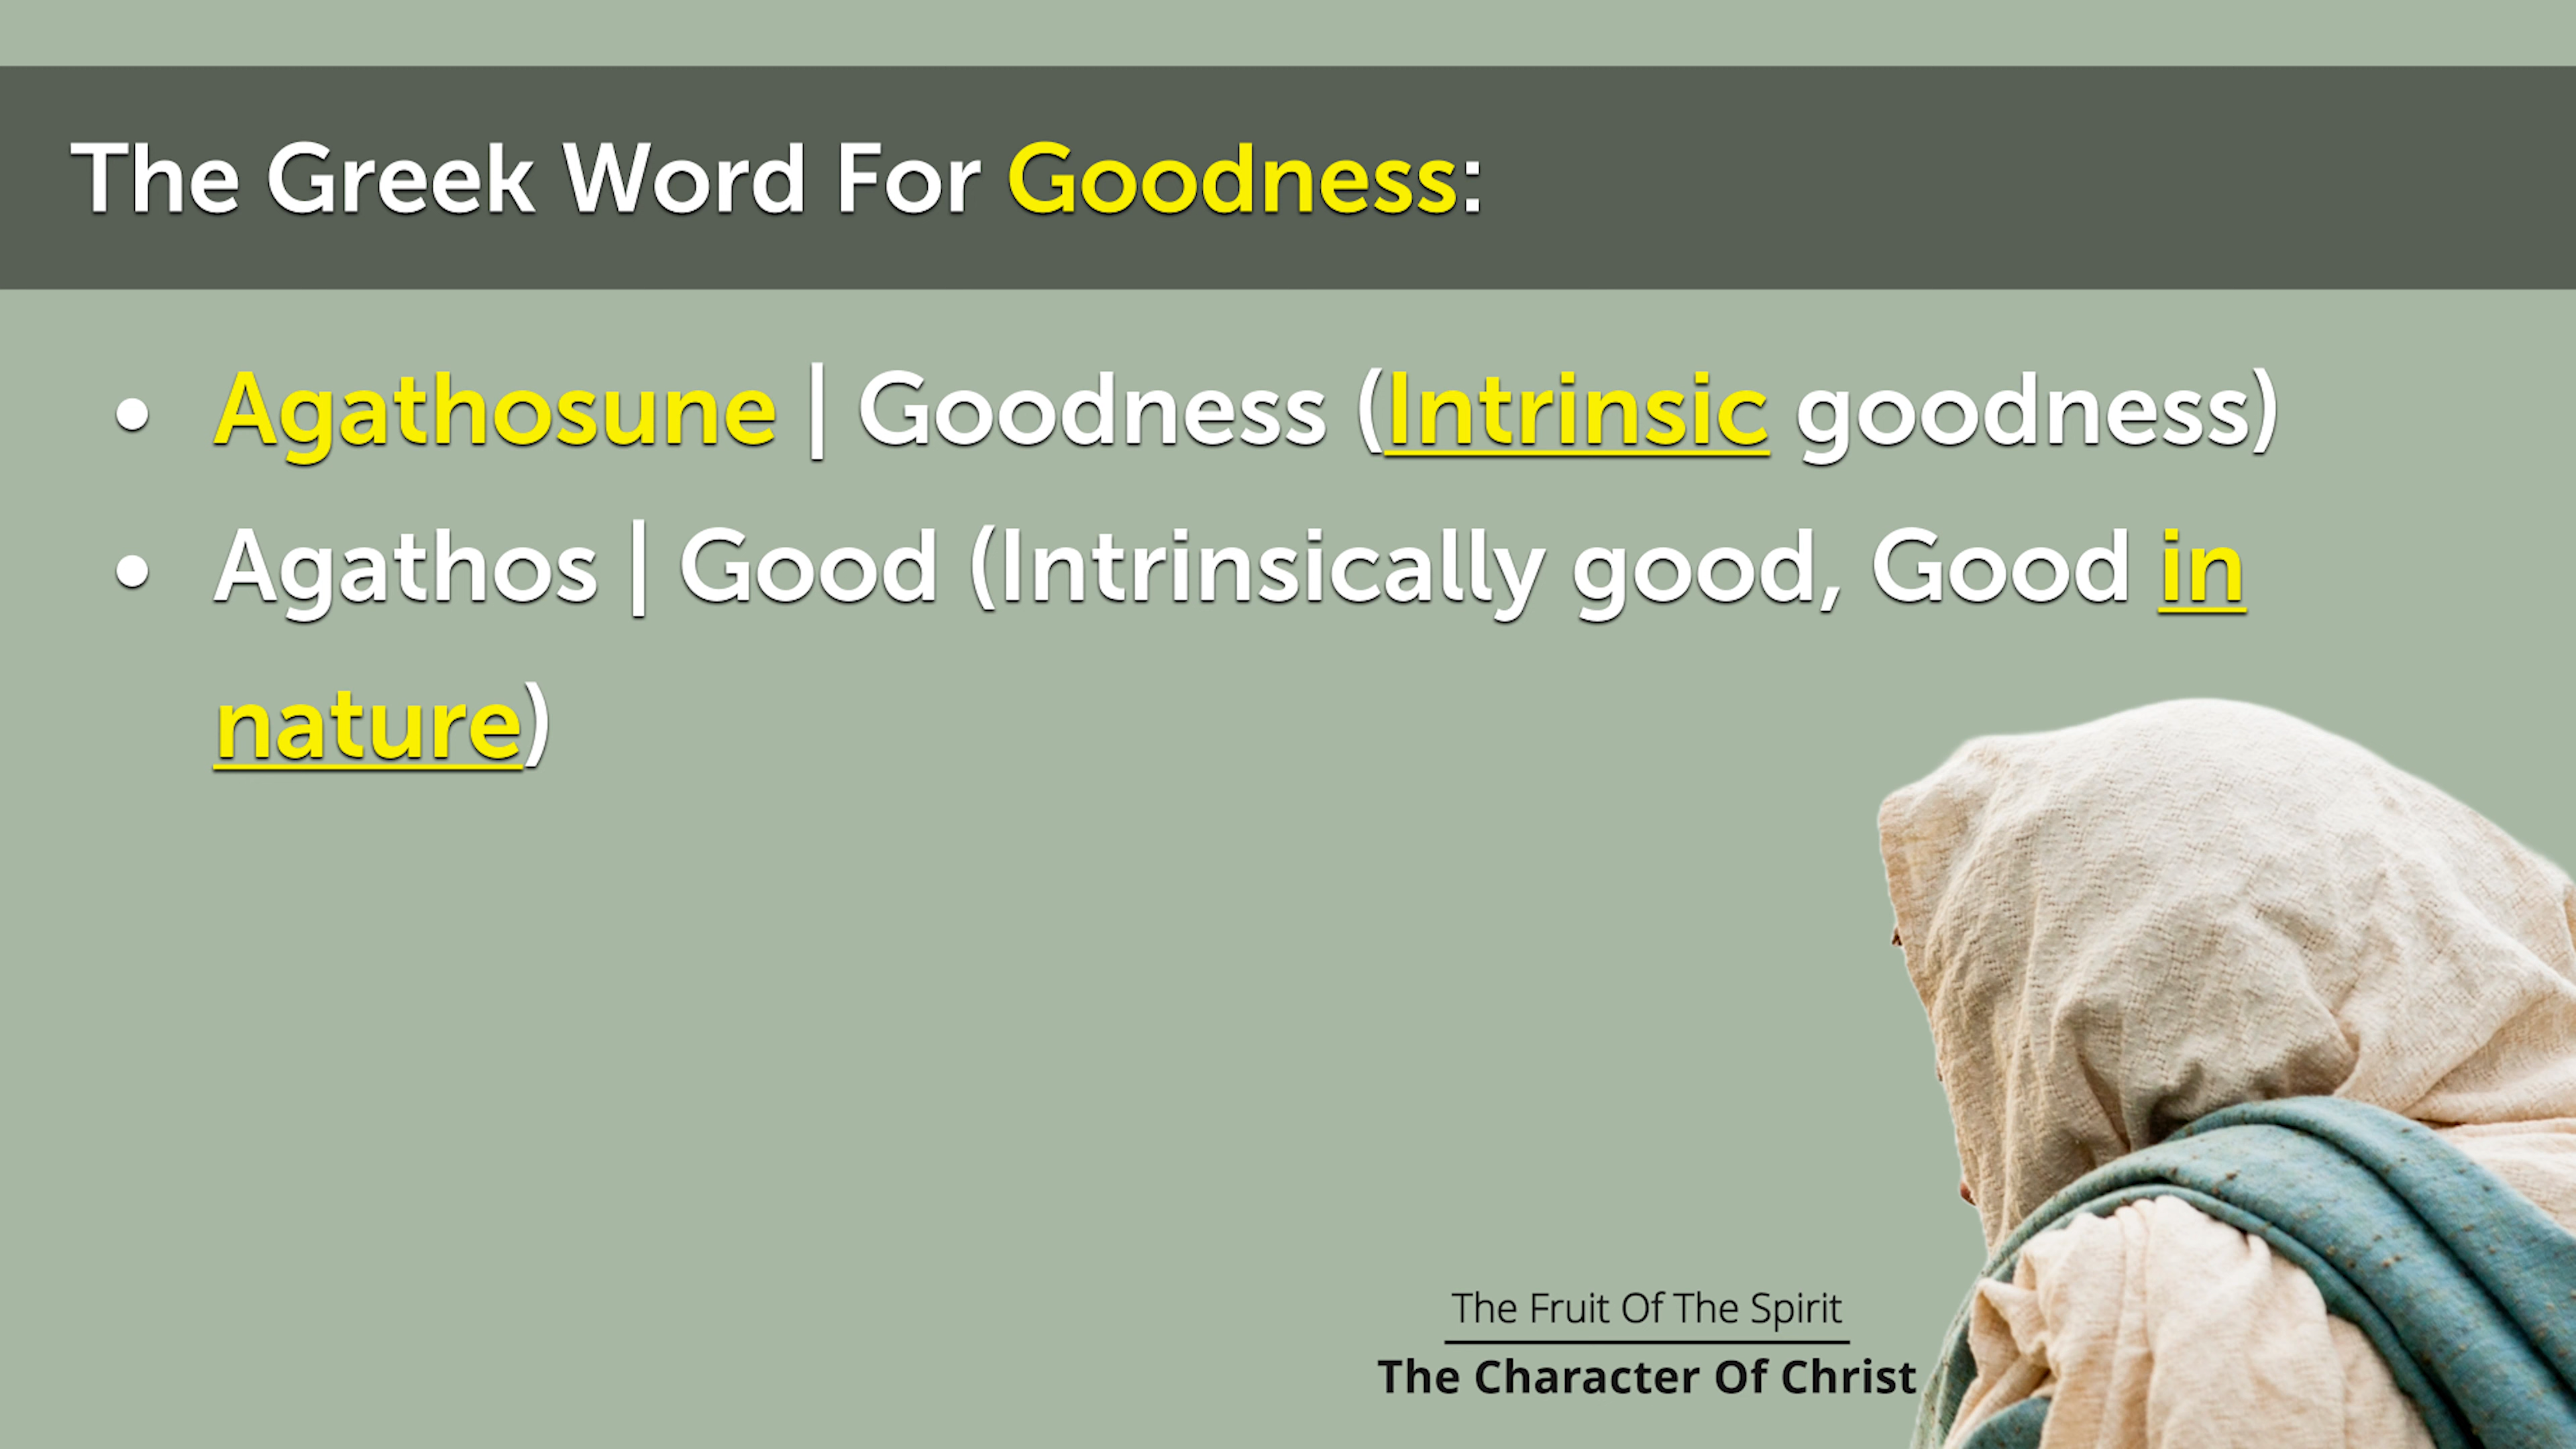 The Greek Word For Goodness:
• Agathosune | Goodness (Intrinsic goodness)
• Agathos | Good (Intrinsically good, Good in
nature)
The Fruit Of The Spirit
The Character Of Christ